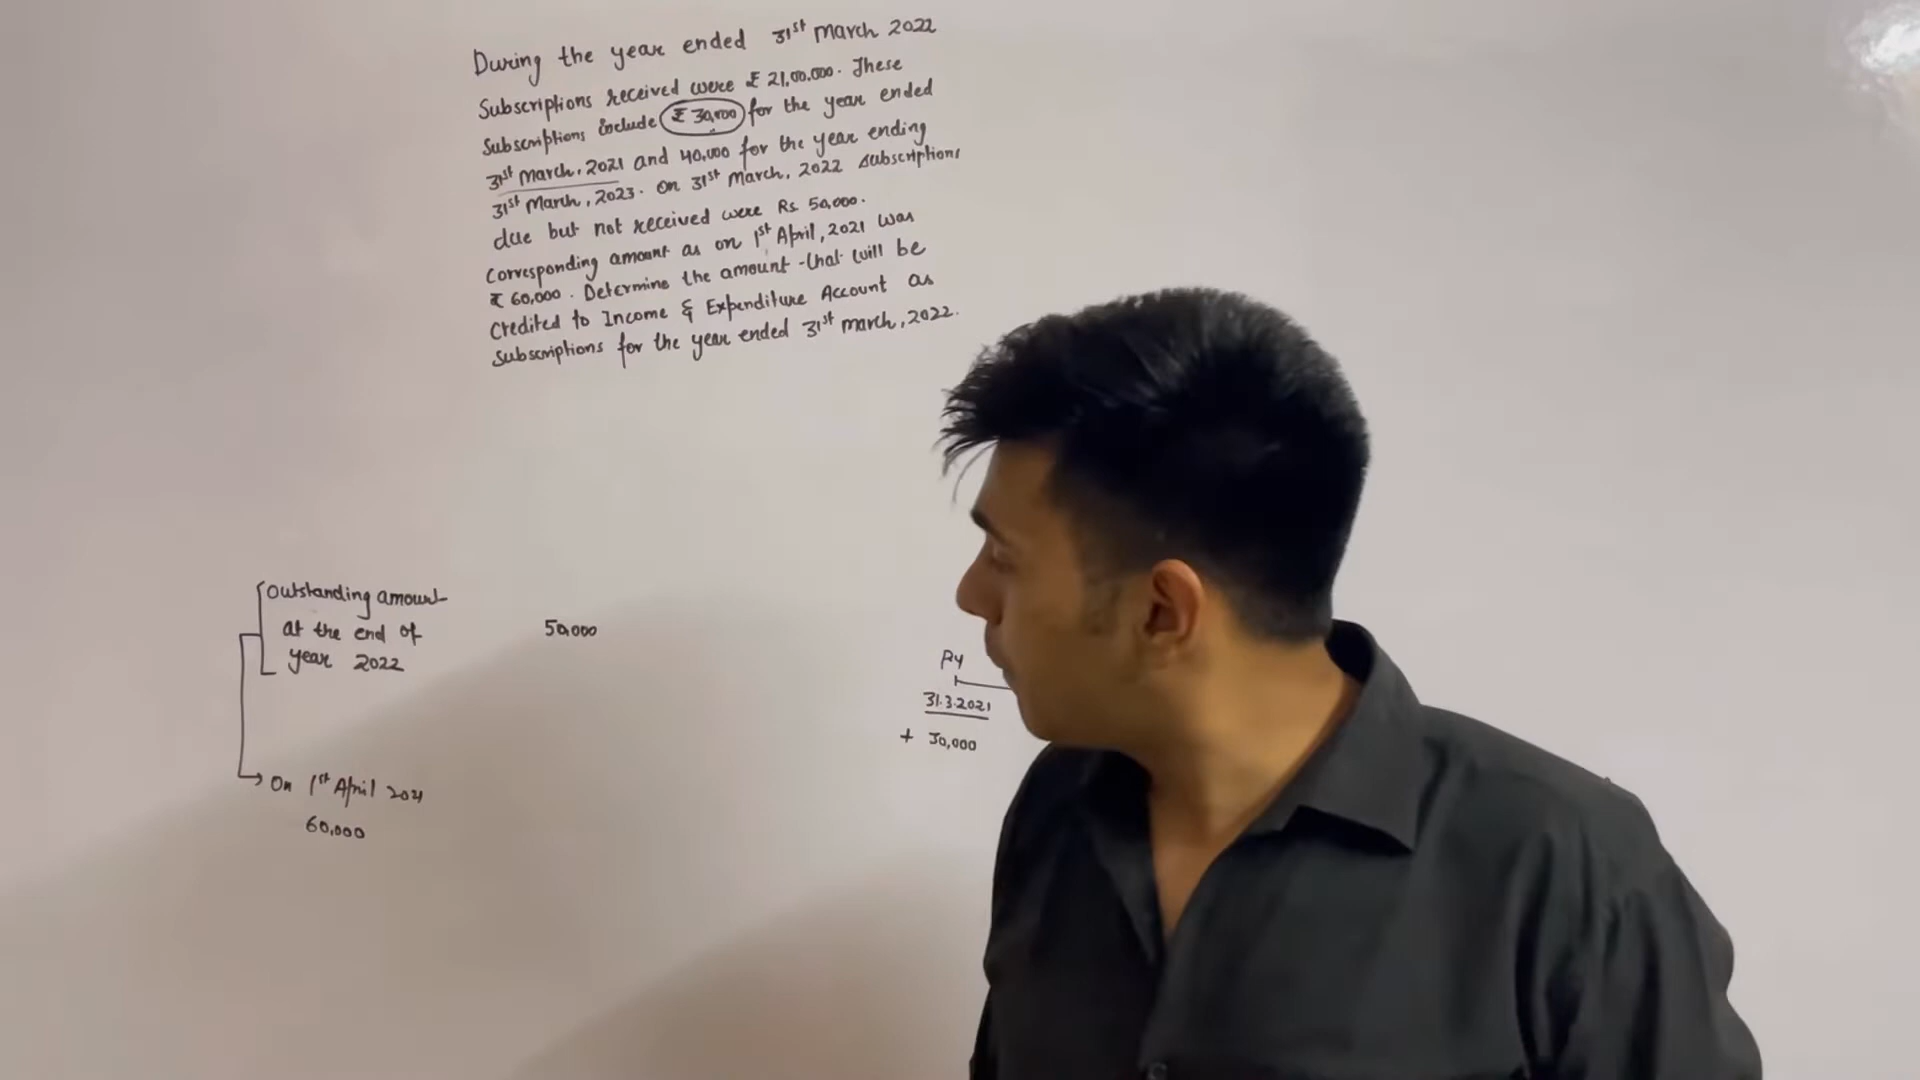 During the year ended 31st March 2022
Subscriptions received were ₹ 21,00,000. These
Subscriptions include ₹ 30,000 for the year ended
31st March, 2021 and 40,000 for the year ending
31st March, 2023. On 31st March, 2022 subscriptions
due but not received were Rs 50,000.
Corresponding amount as on 1st April, 2021 was
₹ 60,000. Determine the amount that will be
Credited to Income & Expenditure Account as
Subscriptions for the year ended 31st march, 2022.
Outstanding amount
at the end of
year 2022
50,000
→ On 1st April 2021
60,000
PY
31.3.2021
+ 30,000